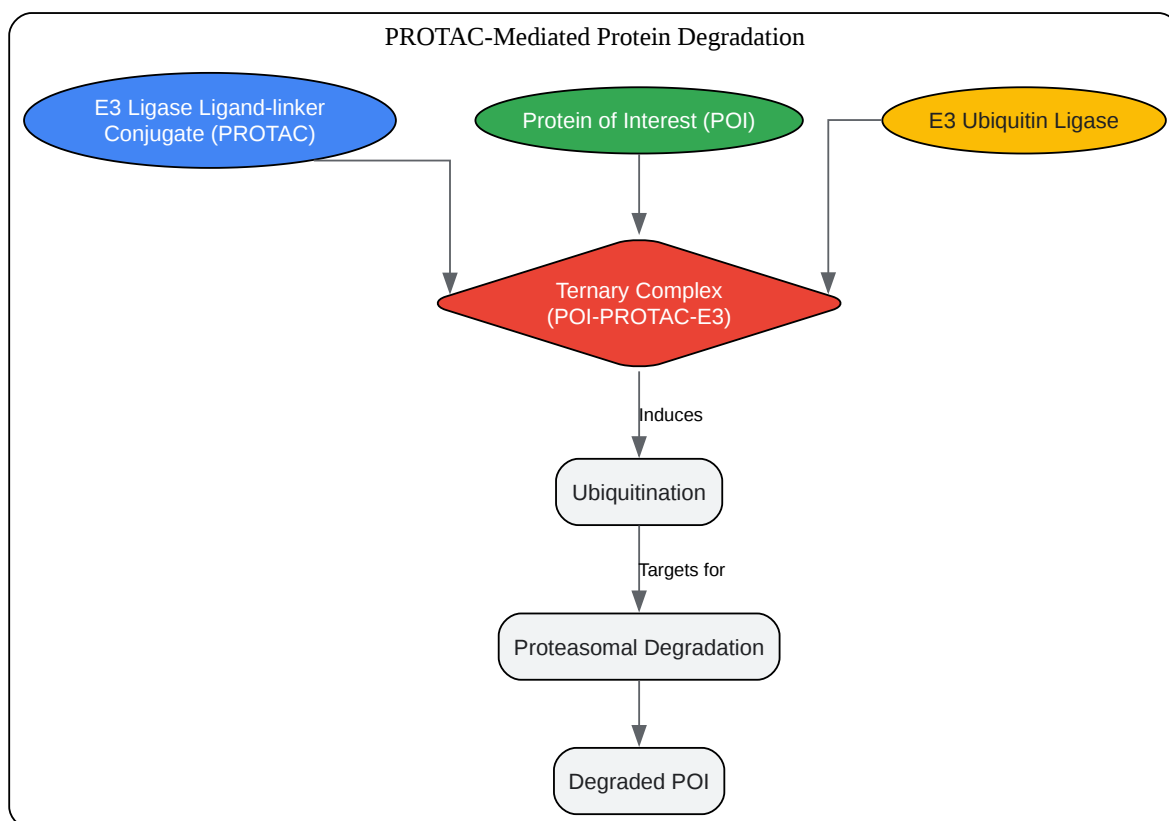 PROTAC-Mediated Protein Degradation
E3 Ligase Ligand-linker
Conjugate (PROTAC)
Protein of Interest (POI)
E3 Ubiquitin Ligase
Ternary Complex
(POI-PROTAC-E3)
Induces
Ubiquitination
Targets for
Proteasomal Degradation
Degraded POI